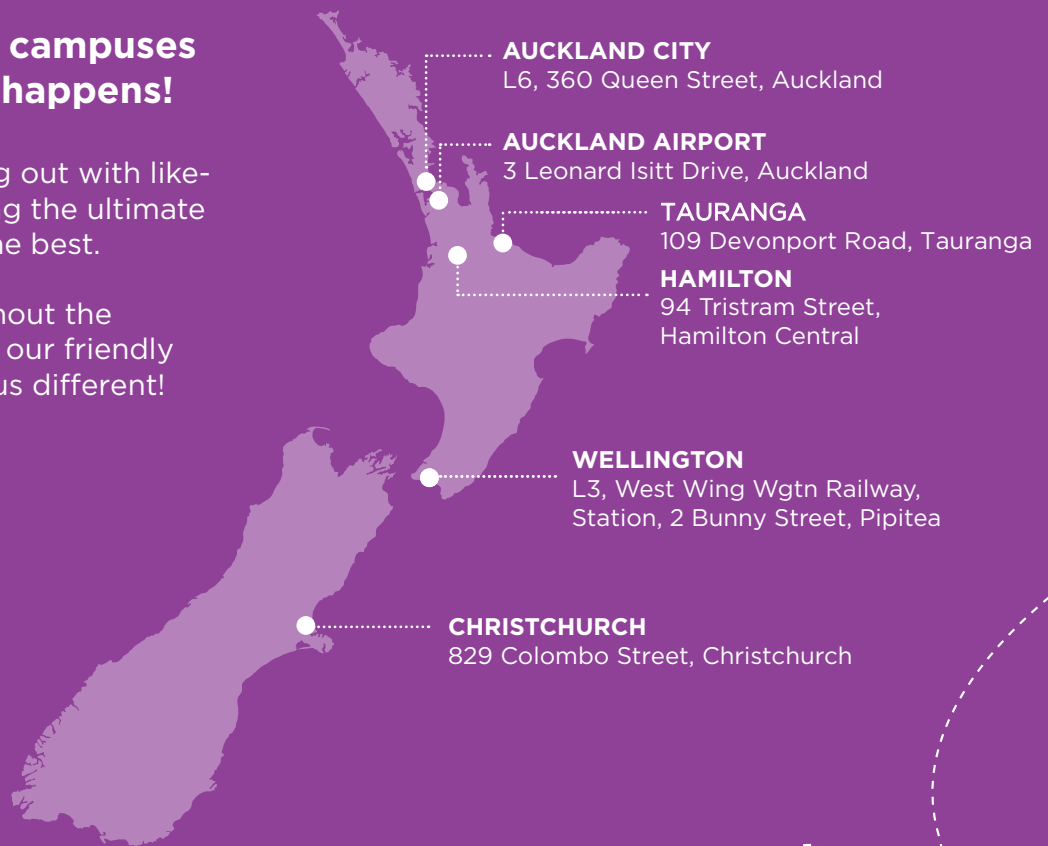 campuses
happens!
g out with like-
ng the ultimate
ne best.
hout the
our friendly
us different!
AUCKLAND CITY
L6, 360 Queen Street, Auckland
AUCKLAND AIRPORT
3 Leonard Isitt Drive, Auckland
TAURANGA
109 Devonport Road, Tauranga
HAMILTON
94 Tristram Street,
Hamilton Central
WELLINGTON
L3, West Wing Wgtn Railway,
Station, 2 Bunny Street, Pipitea
CHRISTCHURCH
829 Colombo Street, Christchurch